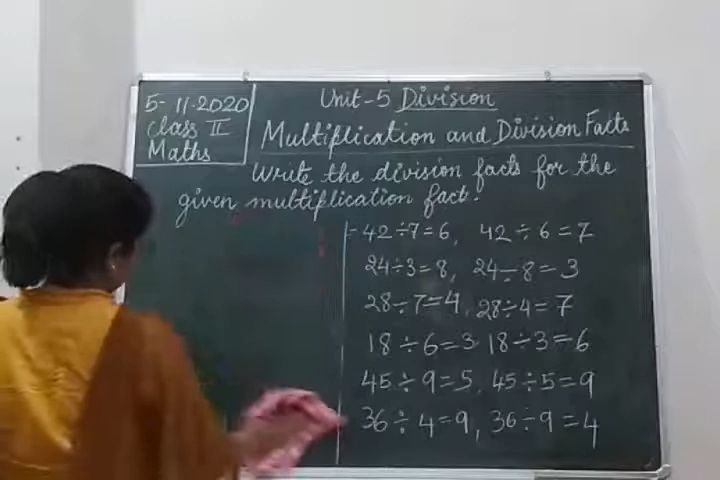 5-11-2020
Class II
Maths
Unit-5 Division
Multiplication and Division Facts
Write the division facts for the
given multiplication fact.
42÷7=6, 42÷6=7
24÷3=8, 24÷8=3
28÷7=4, 28÷4=7
18÷6=3 18÷3=6
45÷9=5, 45÷5=9
36÷4=9, 36÷9=4